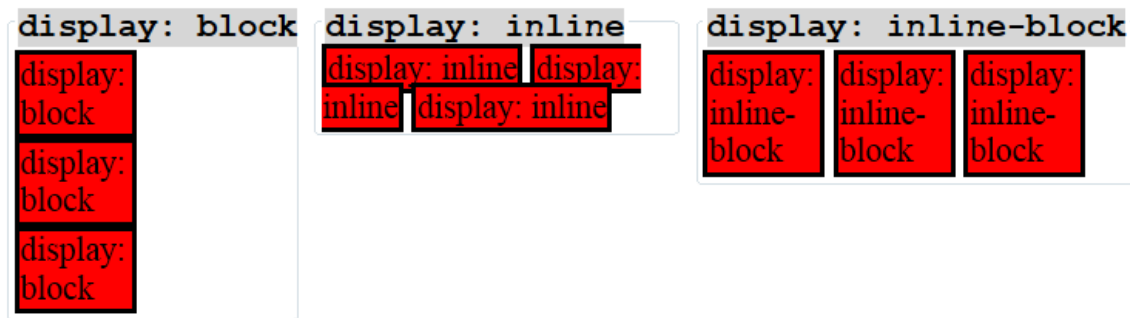 display: block
display:
block
display:
block
display:
block
display: inline
display: inline display:
inline display: inline
display: inline-block
display:
inline-
block
display:
inline-
block
display:
inline-
block